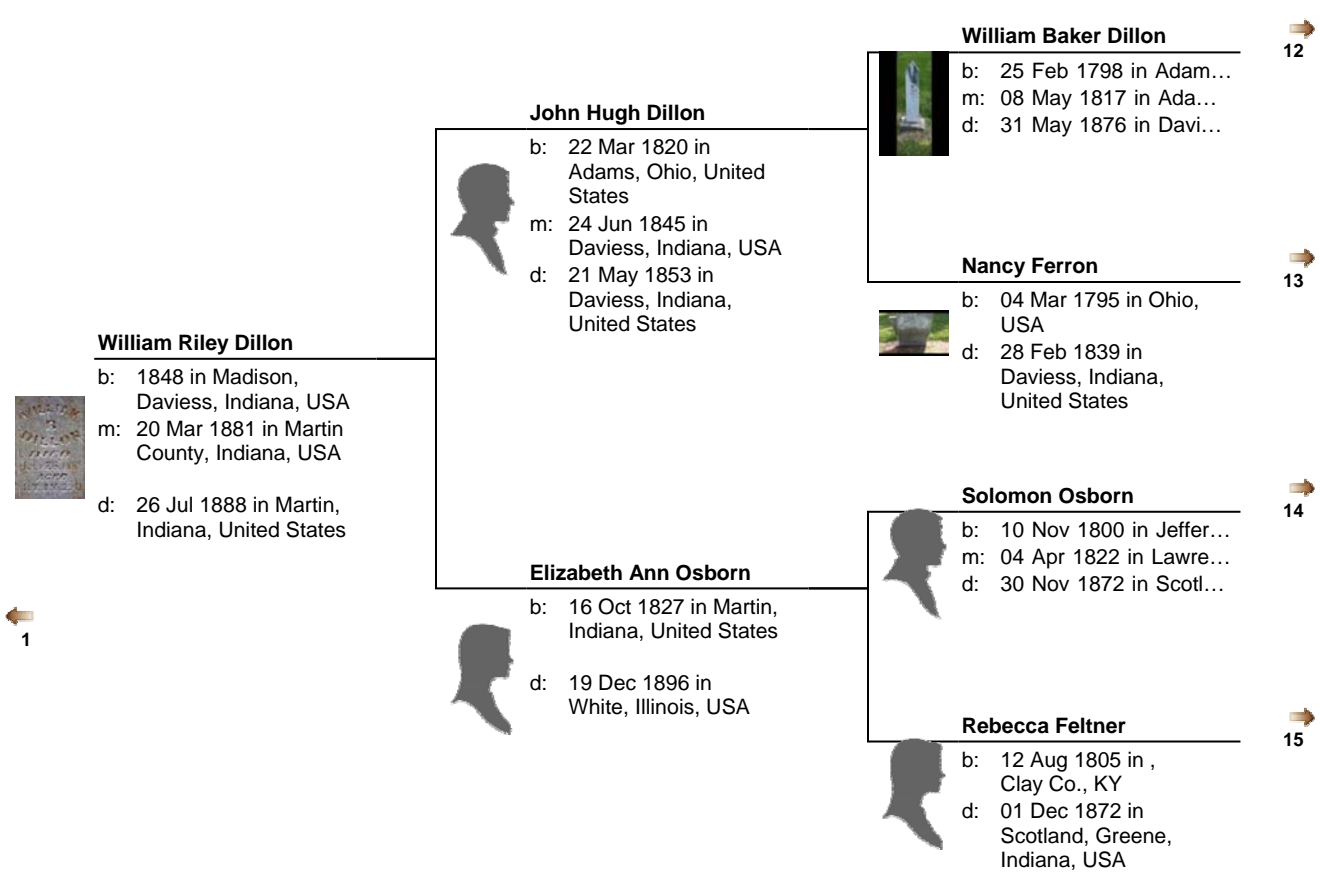 William Baker Dillon
b: 25 Feb 1798 in Adam…
m: 08 May 1817 in Ada…
d: 31 May 1876 in Davi…
12
John Hugh Dillon
b: 22 Mar 1820 in
Adams, Ohio, United
States
m: 24 Jun 1845 in
Daviess, Indiana, USA
d: 21 May 1853 in
Daviess, Indiana,
United States
Nancy Ferron
b: 04 Mar 1795 in Ohio,
USA
d: 28 Feb 1839 in
Daviess, Indiana,
United States
13
William Riley Dillon
b: 1848 in Madison,
Daviess, Indiana, USA
m: 20 Mar 1881 in Martin
County, Indiana, USA
d: 26 Jul 1888 in Martin,
Indiana, United States
WILLIAM
R
DILLON
DIED
Solomon Osborn
b: 10 Nov 1800 in Jeffer…
m: 04 Apr 1822 in Lawre…
d: 30 Nov 1872 in Scotl…
14
Elizabeth Ann Osborn
b: 16 Oct 1827 in Martin,
Indiana, United States
d: 19 Dec 1896 in
White, Illinois, USA
1
Rebecca Feltner
b: 12 Aug 1805 in ,
Clay Co., KY
d: 01 Dec 1872 in
Scotland, Greene,
Indiana, USA
15